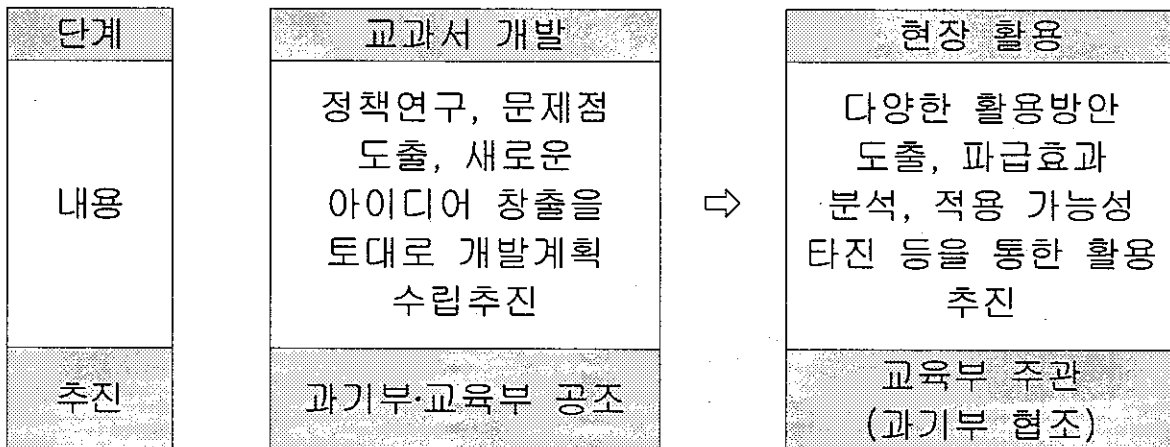 단계
교과서 개발
현장 활용
내용
정책연구, 문제점
도출, 새로운
아이디어 창출을
토대로 개발계획
수립추진
⇨
다양한 활용방안
도출, 파급효과
분석, 적용 가능성
타진 등을 통한 활용
추진
추진
과기부·교육부 공조
교육부 주관
(과기부 협조)